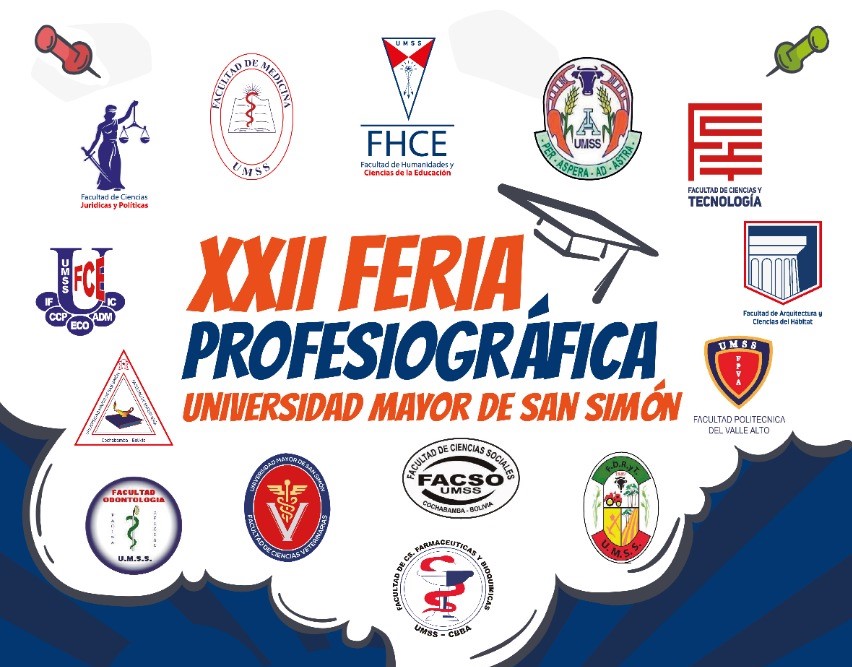 FACULTAD DE MEDICINA
UMSS
UMSS
FHCE
Facultad de Humanidades y
Ciencias de la Educación
UMSS
PER - ASPERA - AD - ASTRA
FACULTAD DE CIENCIAS Y
TECNOLOGÍA
Facultad de Ciencias
Jurídicas y Políticas
XXII FERIA
PROFESIOGRÁFICA
UNIVERSIDAD MAYOR DE SAN SIMÓN
UMSS
FCE
IF
IC
CCP
ADM
ECO
Facultad de Arquitectura y
Ciencias del Hábitat
UMSS
FPVA
FACULTAD POLITECNICA
DEL VALLE ALTO
Cochabamba - Bolivia
FACULTAD
ODONTOLOGIA
U.M.S.S.
UNIVERSIDAD MAYOR DE SAN SIMÓN
V
FACULTAD DE CIENCIAS VETERINARIAS
FACULTAD DE CIENCIAS SOCIALES
FACSO
UMSS
COCHABAMBA - BOLIVIA
U.M.S.S.
FACULTAD DE CS. FARMACEUTICAS Y BIOQUIMICAS
UMSS - CBBA